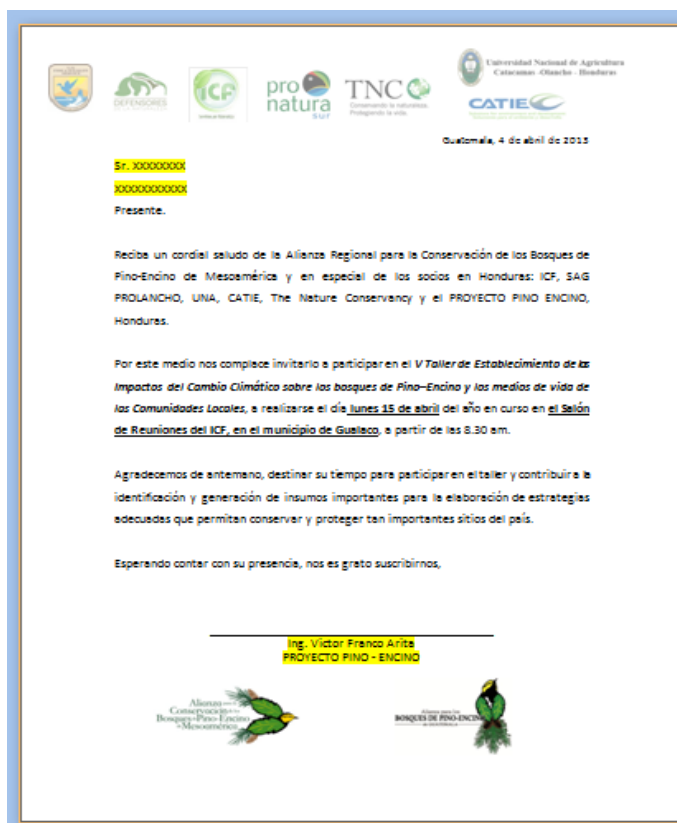 DEFENSORES
ICF
pro
natura
sur
TNC
Conservando la naturaleza.
Protegiendo la vida.
Universidad Nacional de Agricultura
Catacamas -Olancho - Honduras
CATIE
Guatemala, 4 de abril de 2013
Sr. XXXXXXXX
XXXXXXXXXXX
Presente.
Reciba un cordial saludo de la Alianza Regional para la Conservación de los Bosques de
Pino-Encino de Mesoamérica y en especial de los socios en Honduras: ICF, SAG
PROLANCHO, UNA, CATIE, The Nature Conservancy y el PROYECTO PINO ENCINO,
Honduras.
Por este medio nos complace invitarlo a participar en el V Taller de Establecimiento de los
Impactos del Cambio Climático sobre los bosques de Pino–Encino y los medios de vida de
las Comunidades Locales, a realizarse el día lunes 15 de abril del año en curso en el Salón
de Reuniones del ICF, en el municipio de Gualaco, a partir de las 8.30 am.
Agradecemos de antemano, destinar su tiempo para participar en el taller y contribuir a la
identificación y generación de insumos importantes para la elaboración de estrategias
adecuadas que permitan conservar y proteger tan importantes sitios del país.
Esperando contar con su presencia, nos es grato suscribirnos,
Ing. Victor Franco Arita
PROYECTO PINO - ENCINO
Alianza para la
Conservación de los
Bosques de Pino-Encino
de Mesoamérica
Alianza para los
BOSQUES DE PINO-ENCINO